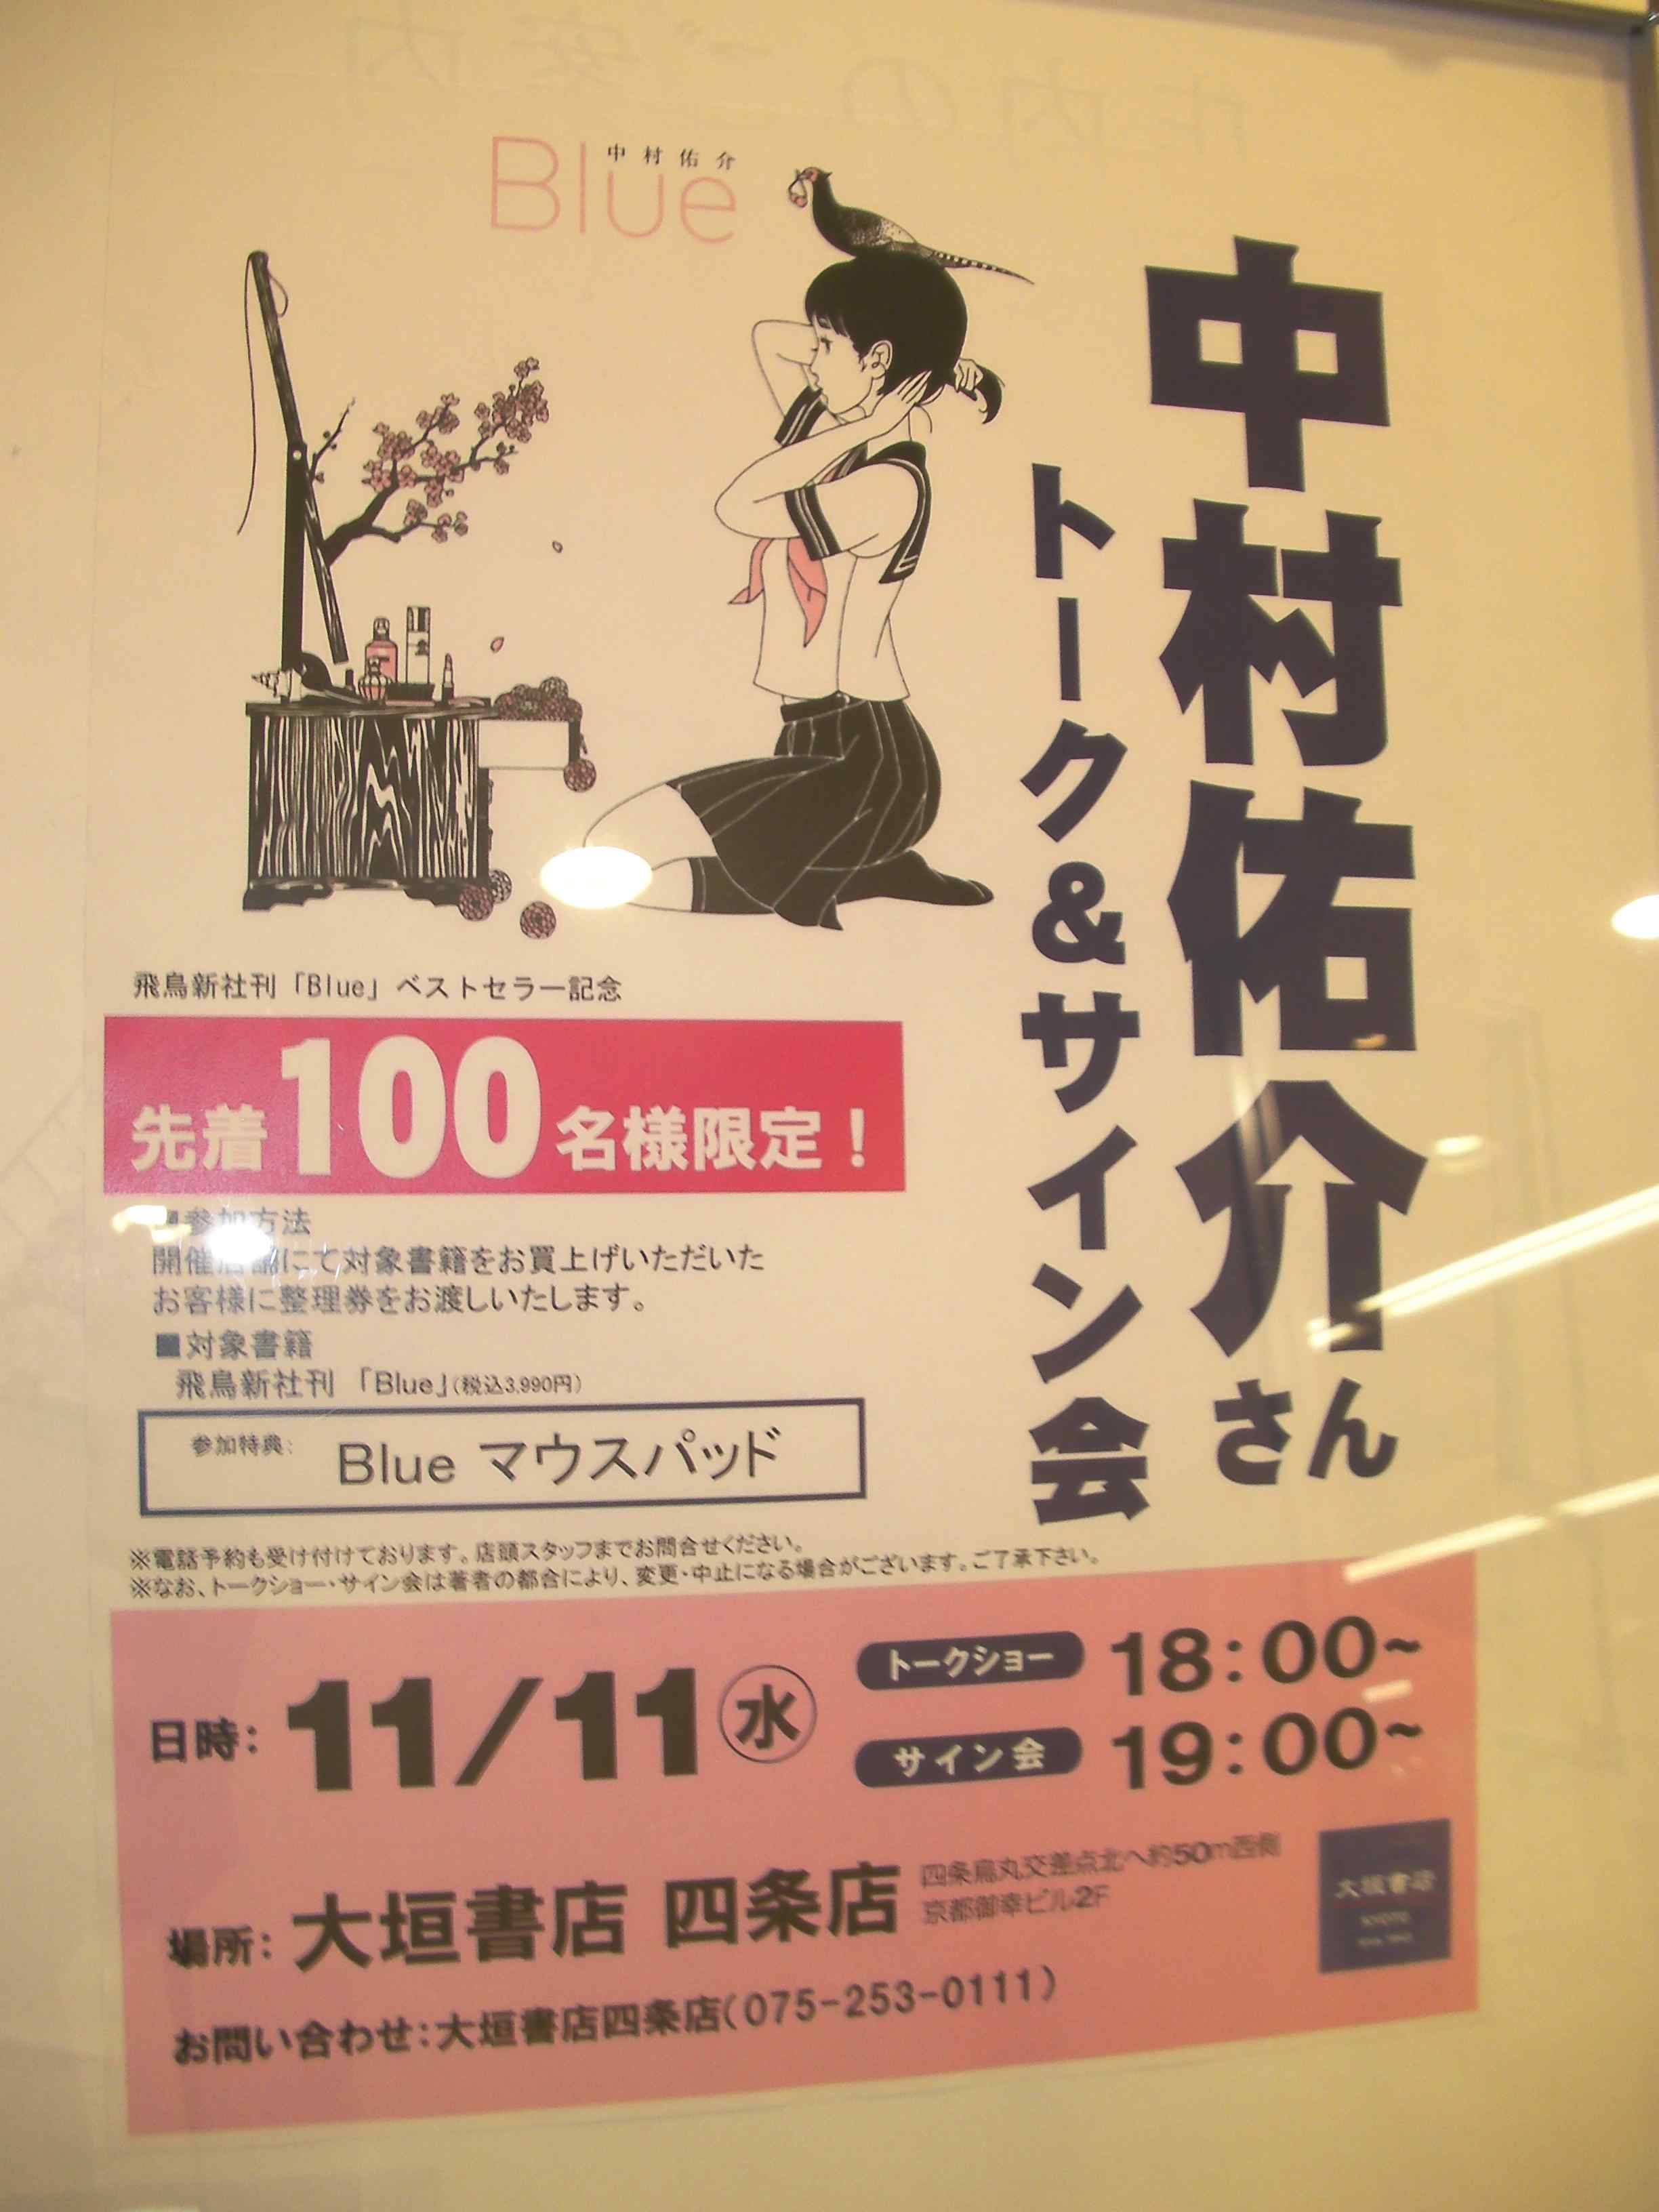 中村佑介
Blue
中村佑介さん
トーク&サイン会
飛鳥新社刊「Blue」ベストセラー記念
先着100名様限定！
■参加方法
開催店舗にて対象書籍をお買上げいただいた
お客様に整理券をお渡しいたします。
■対象書籍
飛鳥新社刊「Blue」(税込3,990円)
参加特典: Blue マウスパッド
※電話予約も受け付けております。店頭スタッフまでお問合せください。
※なお、トークショー・サイン会は著者の都合により、変更・中止になる場合がございます。ご了承下さい。
日時: 11/11㊌
トークショー 18:00~
サイン会 19:00~
場所: 大垣書店 四条店
四条烏丸交差点北へ約50m西側
京都御幸ビル2F
大垣書店
KYOTO
お問い合わせ:大垣書店四条店(075-253-0111)